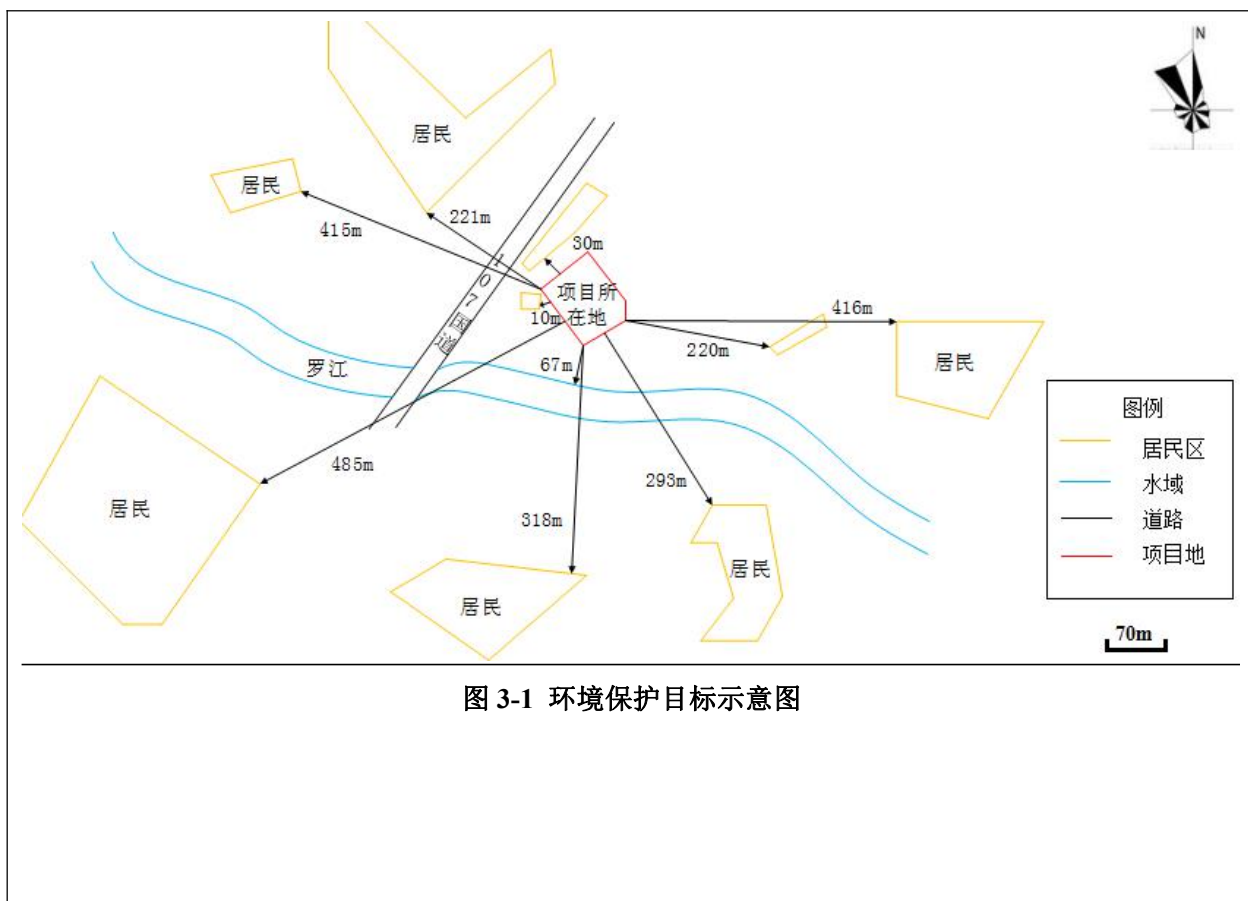 N
居民
居民
221m
415m
30m
107国道
项目所
在地
10m
416m
220m
居民
67m
罗江
图例
居民区
水域
道路
项目地
485m
居民
293m
318m
居民
居民
70m
图 3-1 环境保护目标示意图